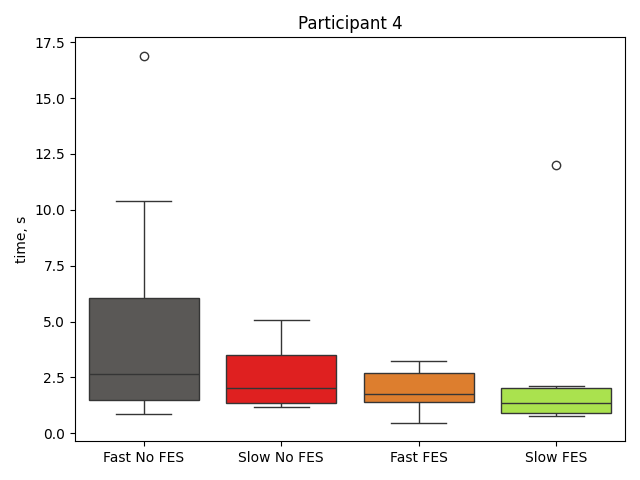 Participant 4
17.5
15.0
12.5
10.0
7.5
5.0
2.5
0.0
time, s
Fast No FES
Slow No FES
Fast FES
Slow FES